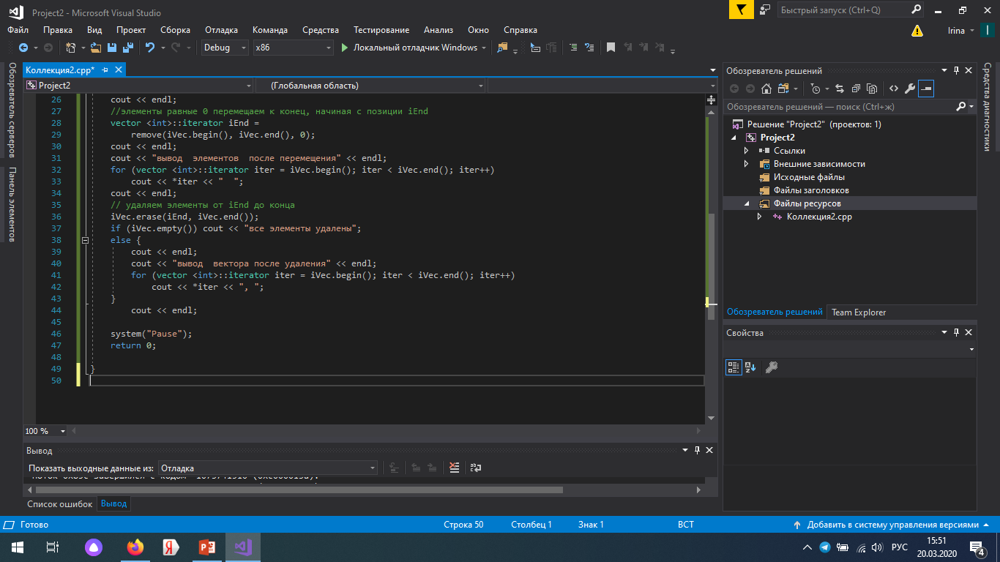 Project2 - Microsoft Visual Studio
Быстрый запуск (Ctrl+Q)
Файл Правка Вид Проект Сборка Отладка Команда Средства Тестирование Анализ Окно Справка
Irina
I
Debug x86 Локальный отладчик Windows
Обозреватель серверов
Панель элементов
Коллекция2.cpp*
Project2 (Глобальная область)
26 cout << endl;
27 //элементы равные 0 перемещаем к конец, начиная с позиции iEnd
28 vector <int>::iterator iEnd =
29 remove(iVec.begin(), iVec.end(), 0);
30 cout << endl;
31 cout << "вывод  элементов  после перемещения" << endl;
32 for (vector <int>::iterator iter = iVec.begin(); iter < iVec.end(); iter++)
33 cout << *iter << "  ";
34 cout << endl;
35 // удаляем элементы от iEnd до конца
36 iVec.erase(iEnd, iVec.end());
37 if (iVec.empty()) cout << "все элементы удалены";
38 else {
39 cout << endl;
40 cout << "вывод  вектора после удаления" << endl;
41 for (vector <int>::iterator iter = iVec.begin(); iter < iVec.end(); iter++)
42 cout << *iter << ", ";
43 }
44 cout << endl;
45
46 system("Pause");
47 return 0;
48
49 }
50
100 %
Вывод
Показать выходные данные из: Отладка
Список ошибок Вывод
Обозреватель решений
Обозреватель решений — поиск (Ctrl+ж)
Решение "Project2" (проектов: 1)
Project2
Ссылки
Внешние зависимости
Исходные файлы
Файлы заголовков
Файлы ресурсов
Коллекция2.cpp
Обозреватель решений Team Explorer
Свойства
Средства диагностики
Готово Строка 50 Столбец 1 Знак 1 ВСТ Добавить в систему управления версиями
РУС
15:51
20.03.2020
4